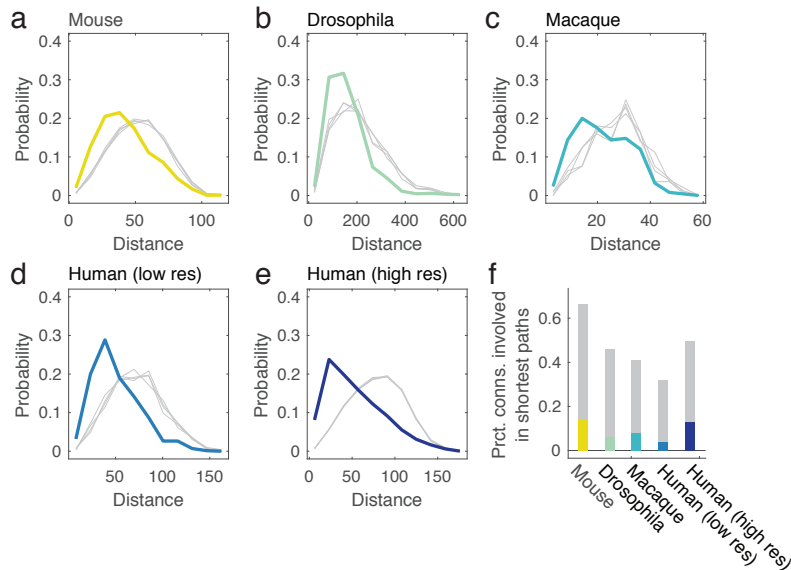 a
Mouse
0.4
0.3
0.2
0.1
0
Probability
0
50
100
Distance
b
Drosophila
0.4
0.3
0.2
0.1
0
Probability
0
200
400
600
Distance
c
Macaque
0.4
0.3
0.2
0.1
0
Probability
20
40
60
Distance
d
Human (low res)
0.4
0.3
0.2
0.1
0
Probability
50
100
150
Distance
e
Human (high res)
0.4
0.3
0.2
0.1
0
Probability
0
50
100
150
Distance
f
Prct. conns. involved
in shortest paths
0.6
0.4
0.2
0
Mouse
Drosophila
Macaque
Human (low res)
Human (high res)